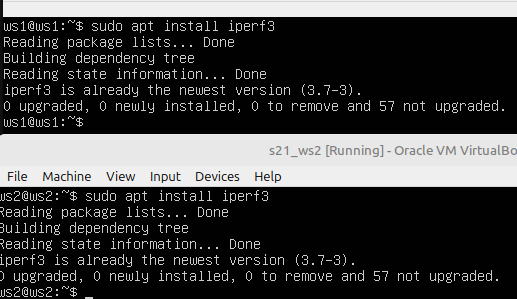 ws1@ws1:~$ sudo apt install iperf3
Reading package lists... Done
Building dependency tree
Reading state information... Done
iperf3 is already the newest version (3.7-3).
0 upgraded, 0 newly installed, 0 to remove and 57 not upgraded.
ws1@ws1:~$
s21_ws2 [Running] - Oracle VM VirtualBo
File Machine View Input Devices Help
ws2@ws2:~$ sudo apt install iperf3
Reading package lists... Done
Building dependency tree
Reading state information... Done
iperf3 is already the newest version (3.7-3).
0 upgraded, 0 newly installed, 0 to remove and 57 not upgraded.
ws2@ws2:~$ _